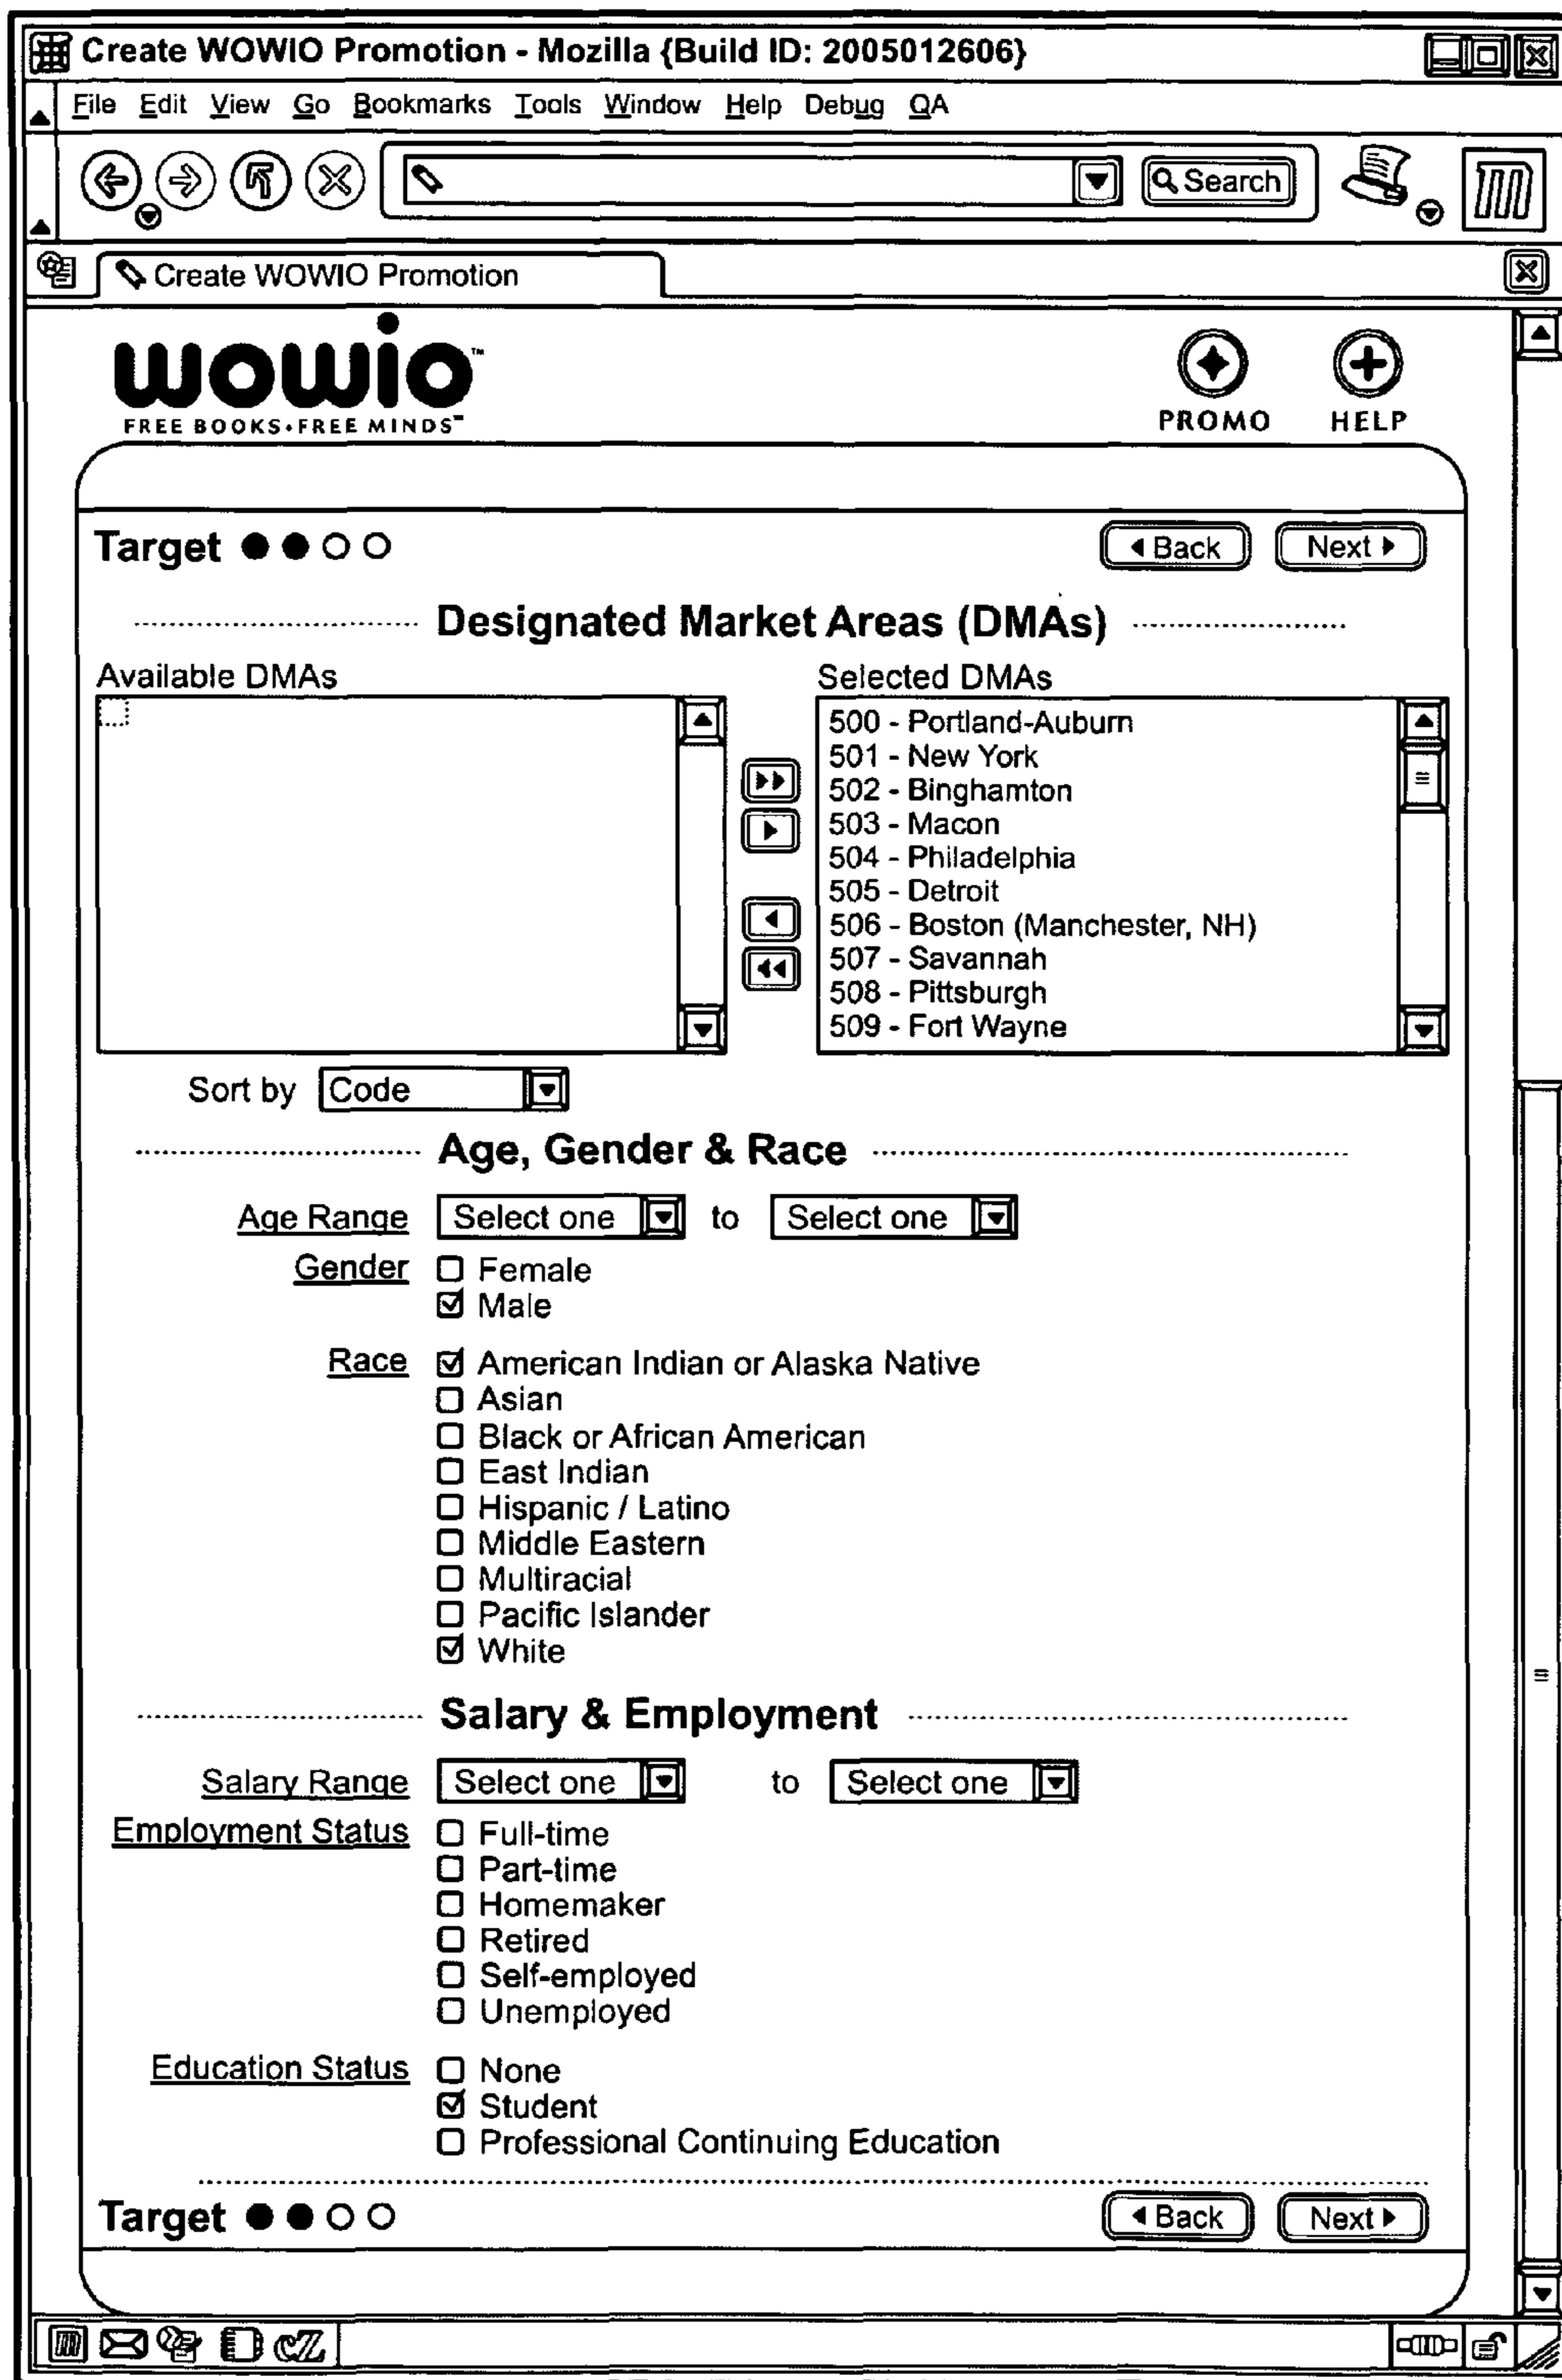 Create WOWIO Promotion - Mozilla {Build ID: 2005012606}
File Edit View Go Bookmarks Tools Window Help Debug QA
Search
Create WOWIO Promotion
wowio™
FREE BOOKS•FREE MINDS™
PROMO HELP
Target Back Next
Designated Market Areas (DMAs)
Available DMAs Selected DMAs
500 - Portland-Auburn
501 - New York
502 - Binghamton
503 - Macon
504 - Philadelphia
505 - Detroit
506 - Boston (Manchester, NH)
507 - Savannah
508 - Pittsburgh
509 - Fort Wayne
Sort by Code
Age, Gender & Race
Age Range Select one to Select one
Gender Female
Male
Race American Indian or Alaska Native
Asian
Black or African American
East Indian
Hispanic / Latino
Middle Eastern
Multiracial
Pacific Islander
White
Salary & Employment
Salary Range Select one to Select one
Employment Status Full-time
Part-time
Homemaker
Retired
Self-employed
Unemployed
Education Status None
Student
Professional Continuing Education
Target Back Next
cZ